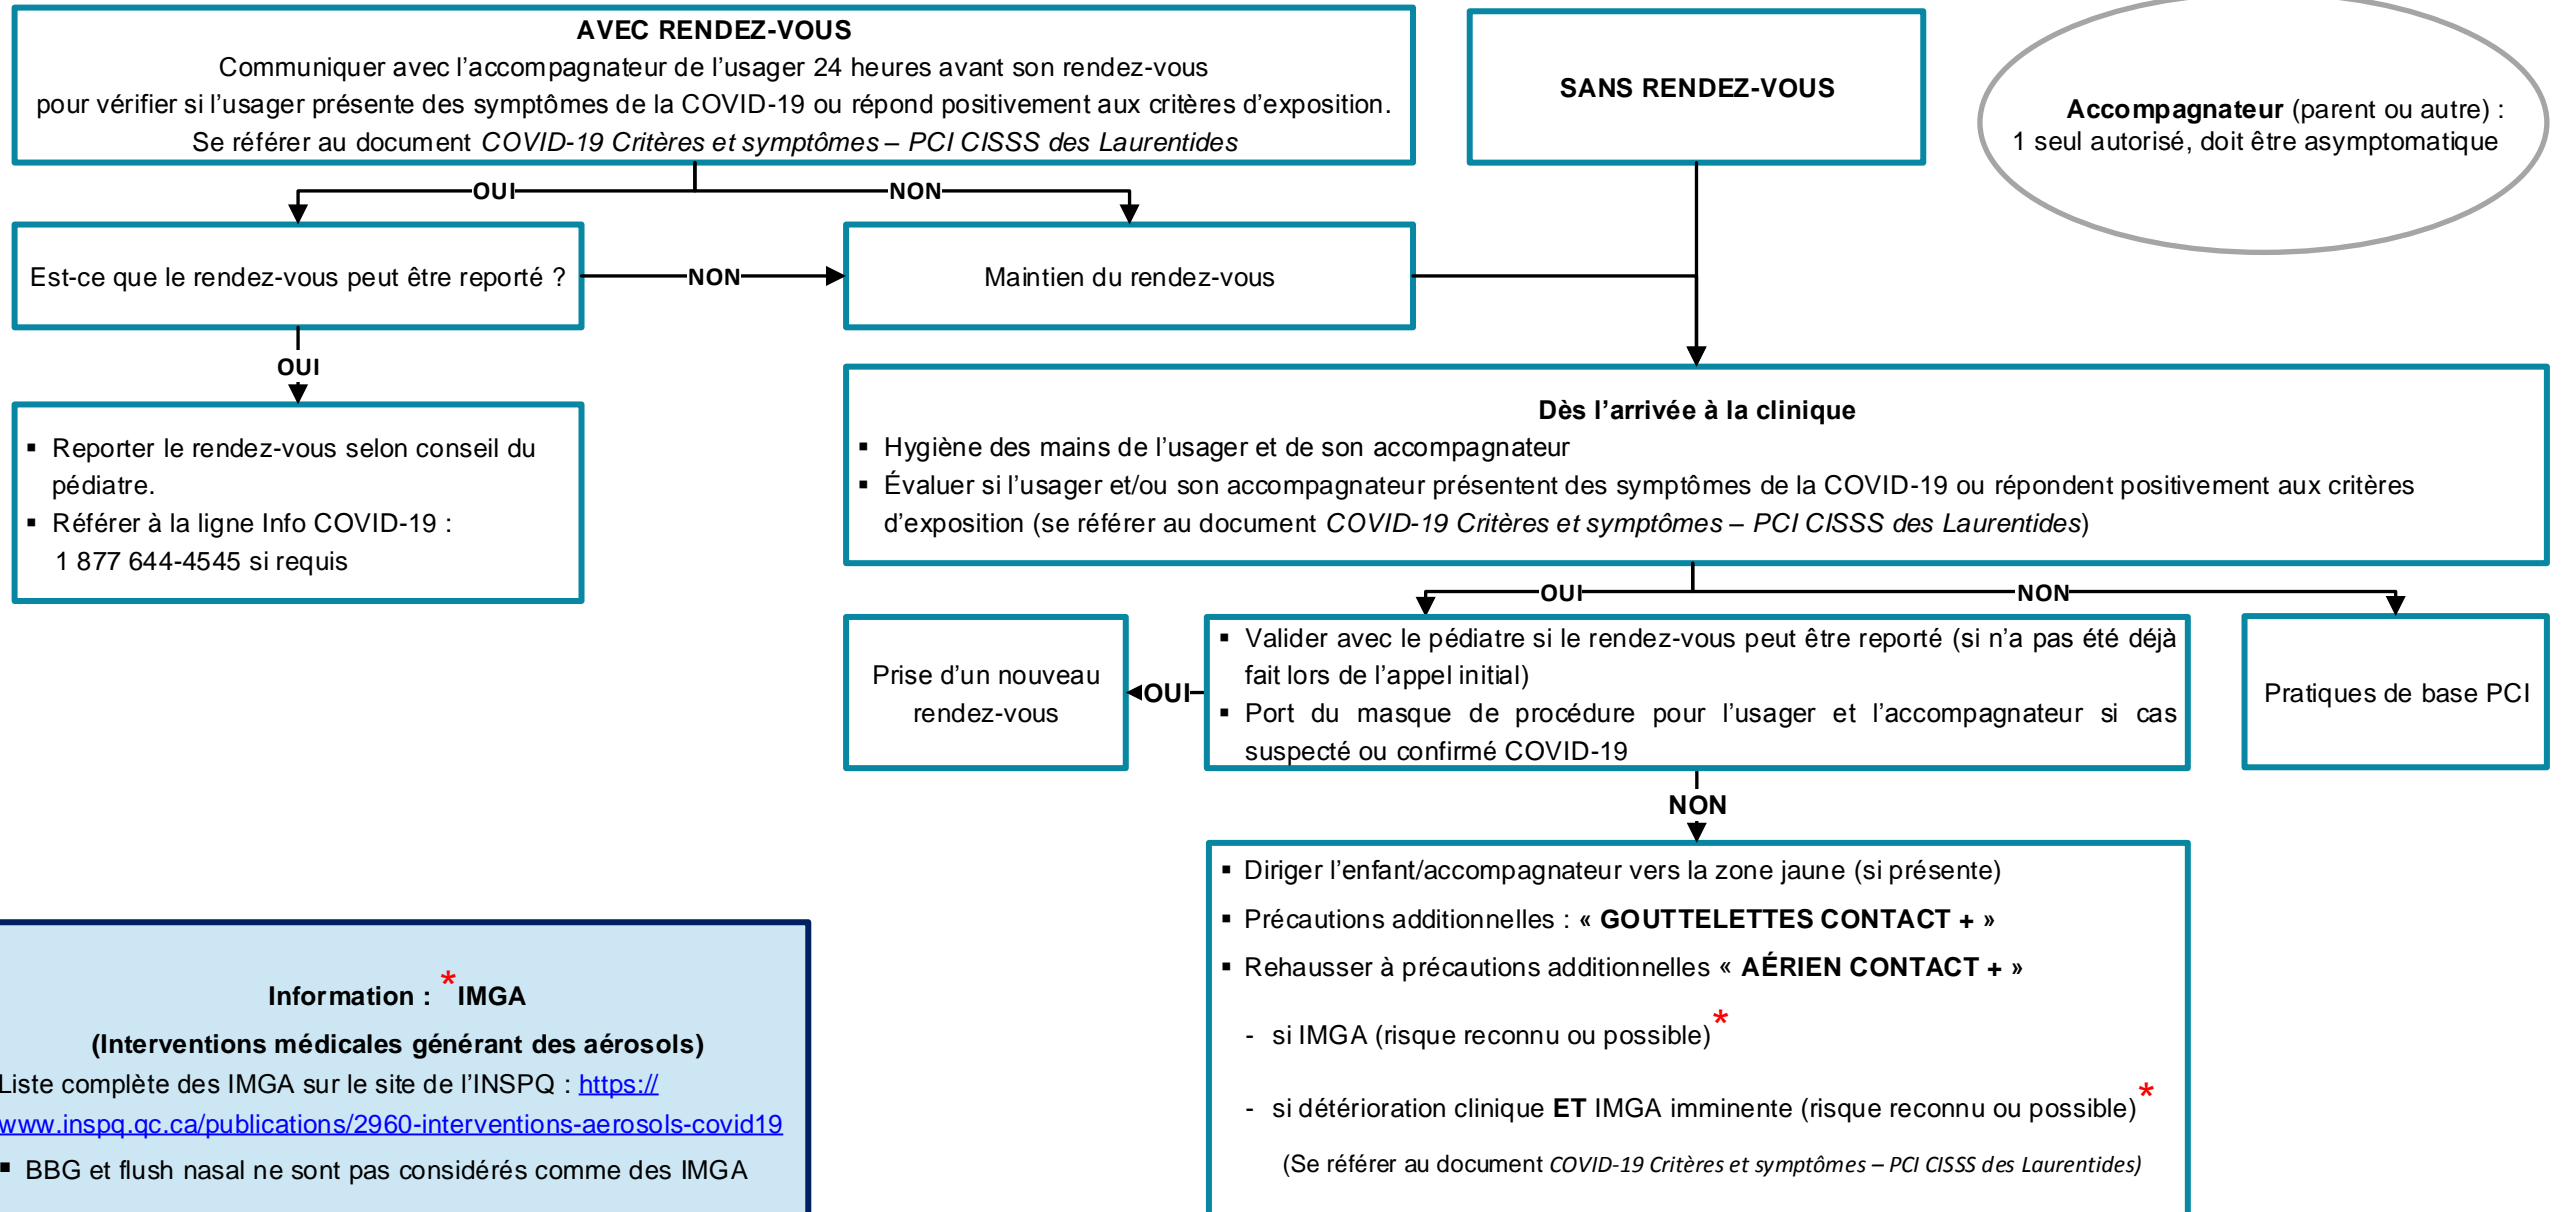 AVEC RENDEZ-VOUS
Communiquer avec l’accompagnateur de l’usager 24 heures avant son rendez-vous
pour vérifier si l’usager présente des symptômes de la COVID-19 ou répond positivement aux critères d’exposition.
Se référer au document COVID-19 Critères et symptômes – PCI CISSS des Laurentides
SANS RENDEZ-VOUS
Accompagnateur (parent ou autre) :
1 seul autorisé, doit être asymptomatique
OUI
NON
Est-ce que le rendez-vous peut être reporté ?
NON
Maintien du rendez-vous
OUI
▪ Reporter le rendez-vous selon conseil du
pédiatre.
▪ Référer à la ligne Info COVID-19 :
1 877 644-4545 si requis
Dès l’arrivée à la clinique
▪ Hygiène des mains de l’usager et de son accompagnateur
▪ Évaluer si l’usager et/ou son accompagnateur présentent des symptômes de la COVID-19 ou répondent positivement aux critères
d’exposition (se référer au document COVID-19 Critères et symptômes – PCI CISSS des Laurentides)
OUI
NON
Prise d’un nouveau
rendez-vous
OUI
▪ Valider avec le pédiatre si le rendez-vous peut être reporté (si n’a pas été déjà
fait lors de l’appel initial)
▪ Port du masque de procédure pour l’usager et l’accompagnateur si cas
suspecté ou confirmé COVID-19
Pratiques de base PCI
NON
▪ Diriger l’enfant/accompagnateur vers la zone jaune (si présente)
▪ Précautions additionnelles : « GOUTTELETTES CONTACT + »
▪ Rehausser à précautions additionnelles « AÉRIEN CONTACT + »
- si IMGA (risque reconnu ou possible)*
- si détérioration clinique ET IMGA imminente (risque reconnu ou possible)*
(Se référer au document COVID-19 Critères et symptômes – PCI CISSS des Laurentides)
Information : *IMGA
(Interventions médicales générant des aérosols)
Liste complète des IMGA sur le site de l’INSPQ : https://
www.inspq.qc.ca/publications/2960-interventions-aerosols-covid19
▪ BBG et flush nasal ne sont pas considérés comme des IMGA